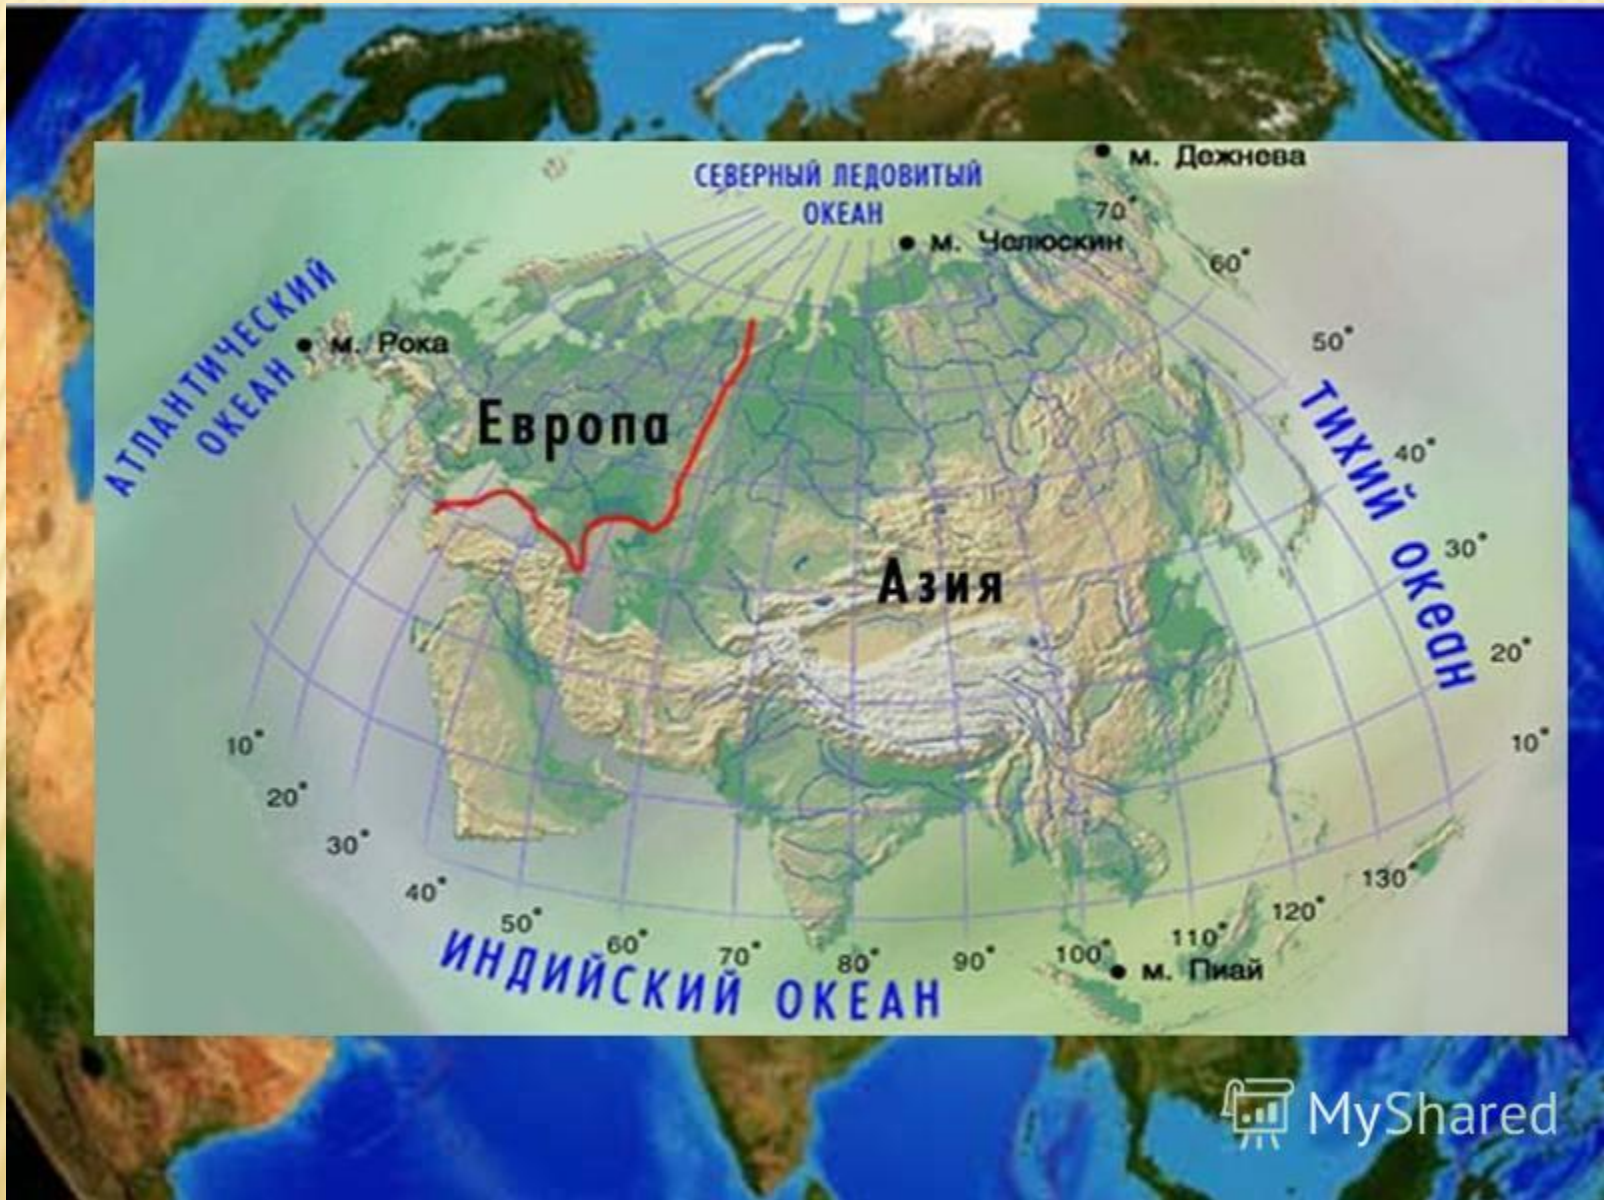 м. Дежнева
СЕВЕРНЫЙ ЛЕДОВИТЫЙ
ОКЕАН
70°
м. Челюскин
60°
АТЛАНТИЧЕСКИЙ
ОКЕАН
м. Рока
50°
ТИХИЙ ОКЕАН
Европа
40°
30°
Азия
20°
10°
10°
20°
30°
40°
50°
60°
70°
80°
90°
100°
110°
120°
130°
м. Пиай
ИНДИЙСКИЙ ОКЕАН
MyShared